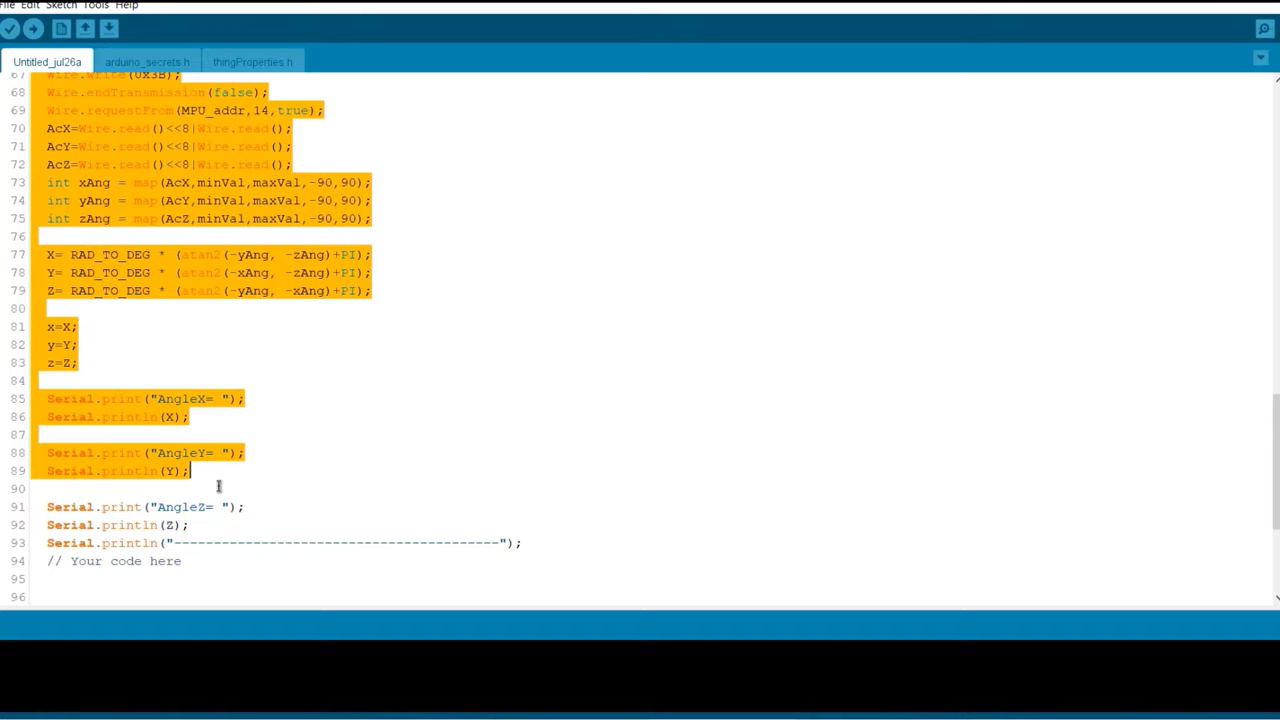 File Edit Sketch Tools Help
Untitled_jul26a arduino_secrets.h thingProperties.h
67 Wire.write(0x3B);
68 Wire.endTransmission(false);
69 Wire.requestFrom(MPU_addr,14,true);
70 AcX=Wire.read()<<8|Wire.read();
71 AcY=Wire.read()<<8|Wire.read();
72 AcZ=Wire.read()<<8|Wire.read();
73 int xAng = map(AcX,minVal,maxVal,-90,90);
74 int yAng = map(AcY,minVal,maxVal,-90,90);
75 int zAng = map(AcZ,minVal,maxVal,-90,90);
76
77 X= RAD_TO_DEG * (atan2(-yAng, -zAng)+PI);
78 Y= RAD_TO_DEG * (atan2(-xAng, -zAng)+PI);
79 Z= RAD_TO_DEG * (atan2(-yAng, -xAng)+PI);
80
81 x=X;
82 y=Y;
83 z=Z;
84
85 Serial.print("AngleX= ");
86 Serial.println(X);
87
88 Serial.print("AngleY= ");
89 Serial.println(Y);
90
91 Serial.print("AngleZ= ");
92 Serial.println(Z);
93 Serial.println("-----------------------------------------");
94 // Your code here
95
96